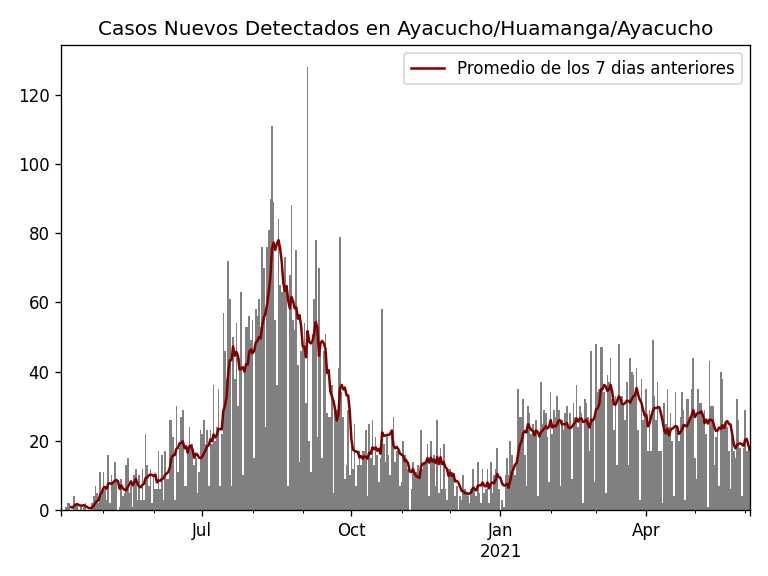 Casos Nuevos Detectados en Ayacucho/Huamanga/Ayacucho
Promedio de los 7 dias anteriores
120
100
80
60
40
20
0
Jul
Oct
Jan
2021
Apr